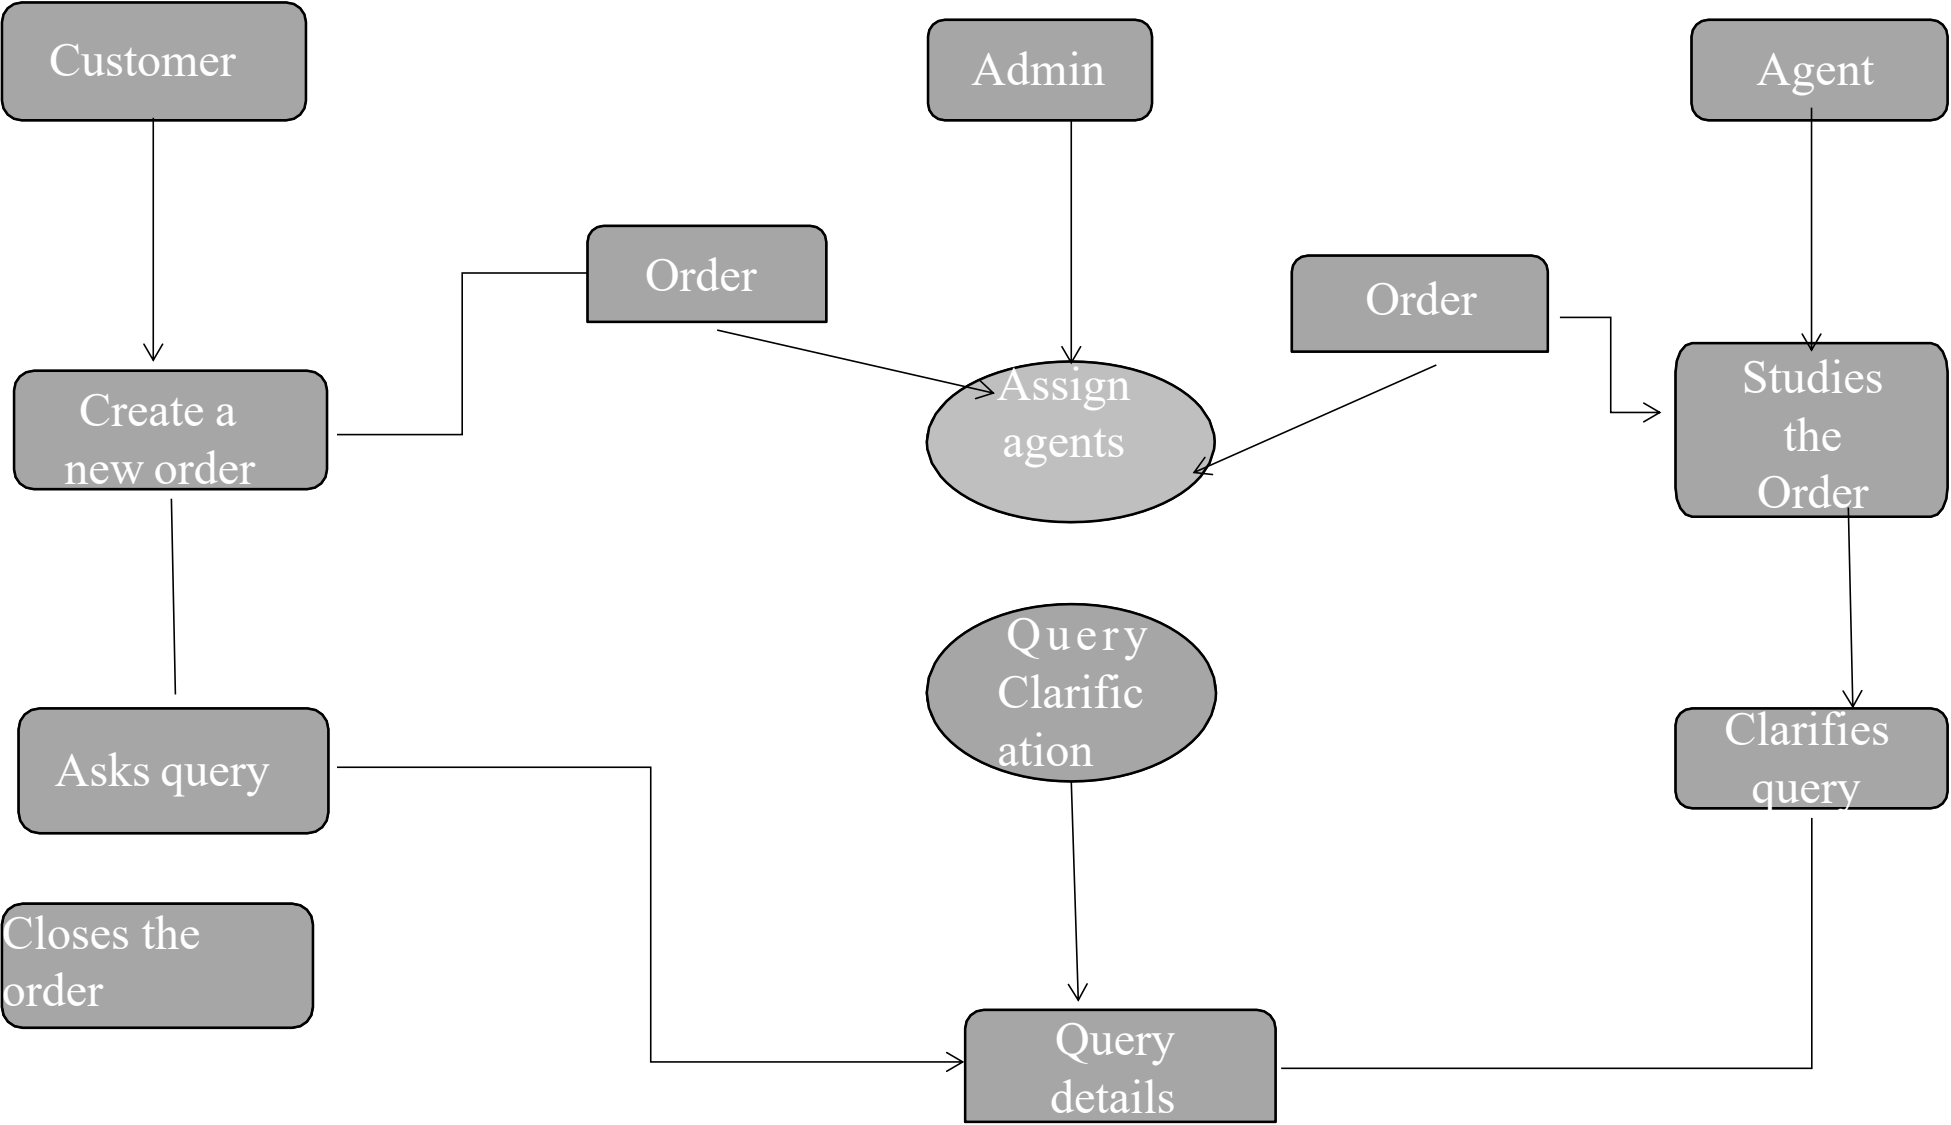 Customer
Admin
Agent
Order
Order
Create a
new order
Assign
agents
Studies
the
Order
Query
Clarific
ation
Asks query
Clarifies
query
Closes the
order
Query
details